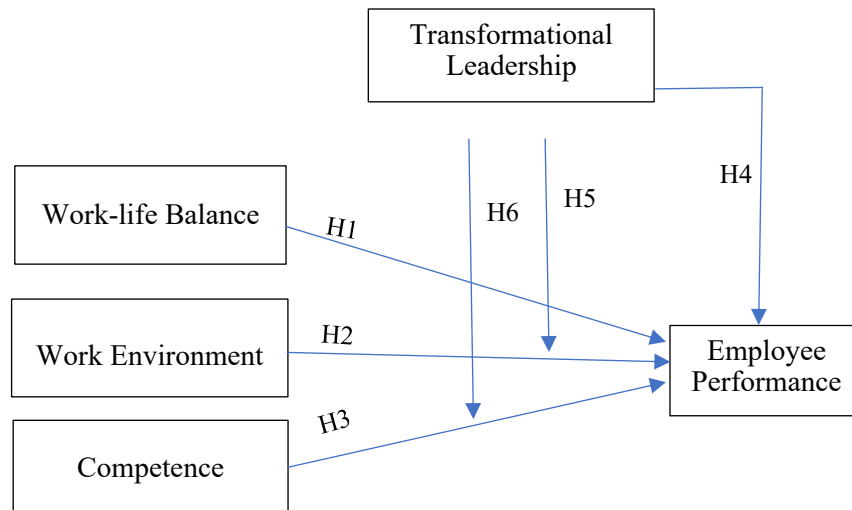 Transformational
Leadership
H4
H6
H5
Work-life Balance
H1
Work Environment
H2
Employee
Performance
H3
Competence